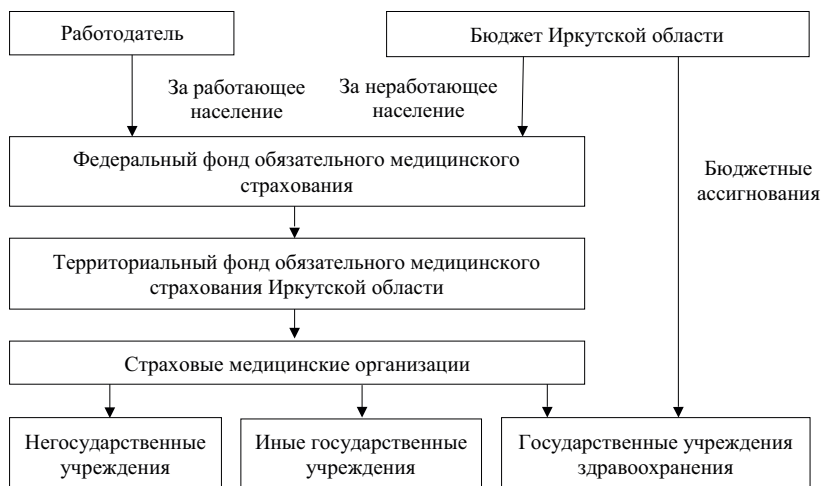 Работодатель
Бюджет Иркутской области
За работающее
население
За неработающее
население
Федеральный фонд обязательного медицинского
страхования
Бюджетные
ассигнования
Территориальный фонд обязательного медицинского
страхования Иркутской области
Страховые медицинские организации
Негосударственные
учреждения
Иные государственные
учреждения
Государственные учреждения
здравоохранения